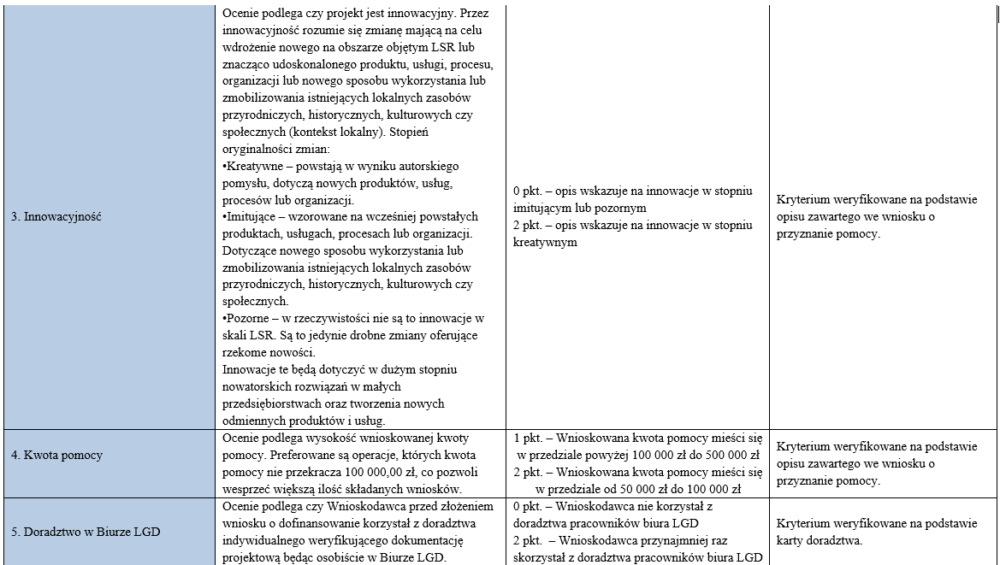 3. Innowacyjność
Ocenie podlega czy projekt jest innowacyjny. Przez
innowacyjność rozumie się zmianę mającą na celu
wdrożenie nowego na obszarze objętym LSR lub
znacząco udoskonalonego produktu, usługi, procesu,
organizacji lub nowego sposobu wykorzystania lub
zmobilizowania istniejących lokalnych zasobów
przyrodniczych, historycznych, kulturowych czy
społecznych (kontekst lokalny). Stopień
oryginalności zmian:
•Kreatywne – powstają w wyniku autorskiego
pomysłu, dotyczą nowych produktów, usług,
procesów lub organizacji.
•Imitujące – wzorowane na wcześniej powstałych
produktach, usługach, procesach lub organizacji.
Dotyczące nowego sposobu wykorzystania lub
zmobilizowania istniejących lokalnych zasobów
przyrodniczych, historycznych, kulturowych czy
społecznych.
•Pozorne – w rzeczywistości nie są to innowacje w
skali LSR. Są to jedynie drobne zmiany oferujące
rzekome nowości.
Innowacje te będą dotyczyć w dużym stopniu
nowatorskich rozwiązań w małych
przedsiębiorstwach oraz tworzenia nowych
odmiennych produktów i usług.
0 pkt. – opis wskazuje na innowacje w stopniu
imitującym lub pozornym
2 pkt. – opis wskazuje na innowacje w stopniu
kreatywnym
Kryterium weryfikowane na podstawie
opisu zawartego we wniosku o
przyznanie pomocy.
4. Kwota pomocy
Ocenie podlega wysokość wnioskowanej kwoty
pomocy. Preferowane są operacje, których kwota
pomocy nie przekracza 100 000,00 zł, co pozwoli
wesprzeć większą ilość składanych wniosków.
1 pkt. – Wnioskowana kwota pomocy mieści się
w przedziale powyżej 100 000 zł do 500 000 zł
2 pkt. – Wnioskowana kwota pomocy mieści się
w przedziale od 50 000 zł do 100 000 zł
Kryterium weryfikowane na podstawie
opisu zawartego we wniosku o
przyznanie pomocy.
5. Doradztwo w Biurze LGD
Ocenie podlega czy Wnioskodawca przed złożeniem
wniosku o dofinansowanie korzystał z doradztwa
indywidualnego weryfikującego dokumentację
projektową będąc osobiście w Biurze LGD.
0 pkt. – Wnioskodawca nie korzystał z
doradztwa pracowników biura LGD
2 pkt.  – Wnioskodawca przynajmniej raz
skorzystał z doradztwa pracowników biura LGD
Kryterium weryfikowane na podstawie
karty doradztwa.